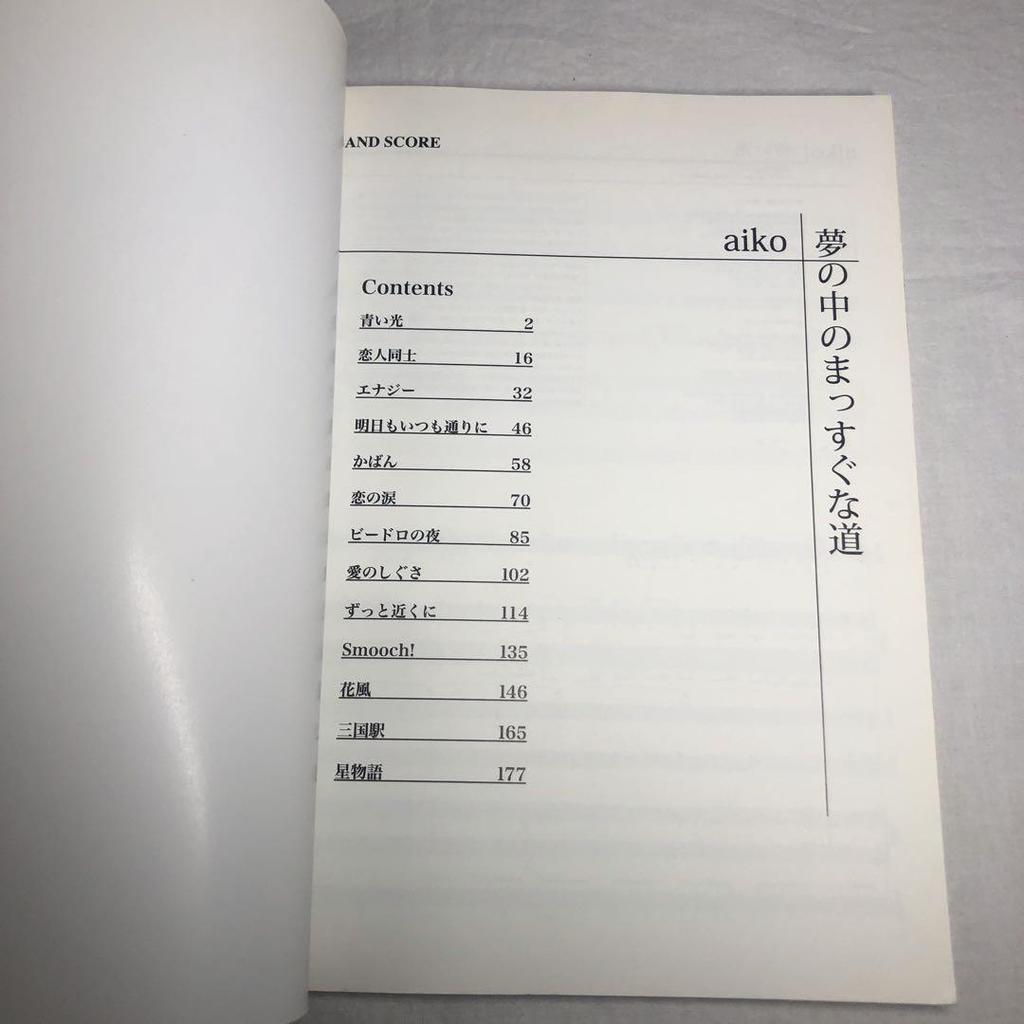 AND SCORE
aiko
夢の中のまっすぐな道
Contents
青い光 2
恋人同士 16
エナジー 32
明日もいつも通りに 46
かばん 58
恋の涙 70
ビードロの夜 85
愛のしぐさ 102
ずっと近くに 114
Smooch! 135
花風 146
三国駅 165
星物語 177